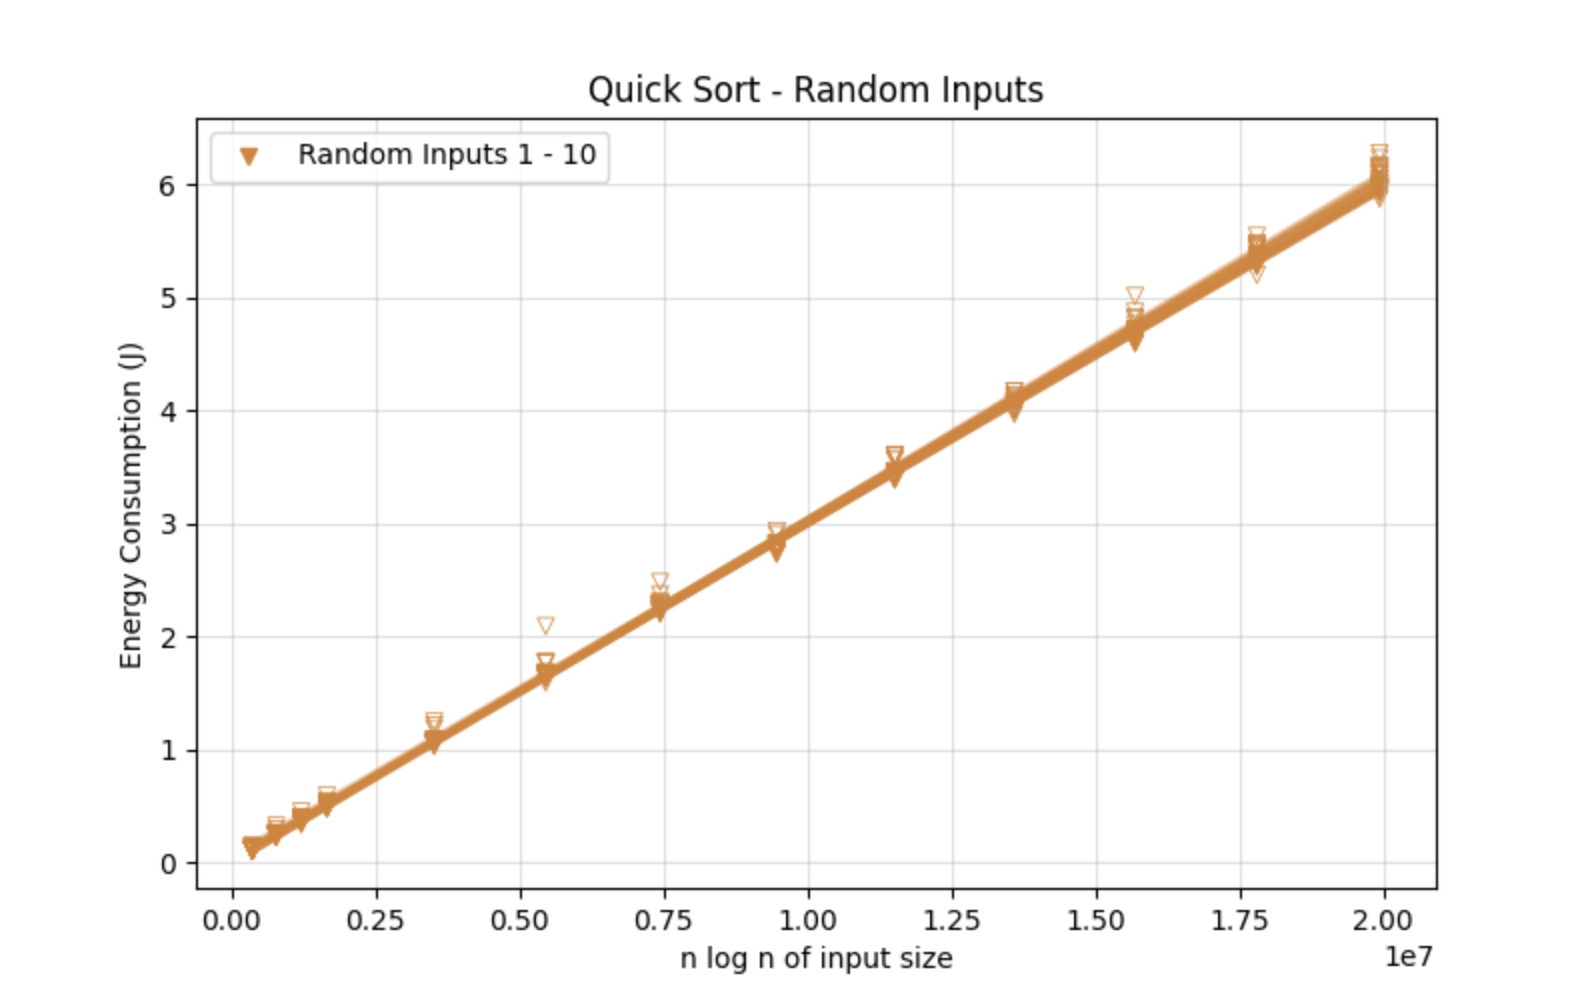 Quick Sort - Random Inputs
Random Inputs 1 - 10
Energy Consumption (J)
6
5
4
3
2
1
0
0.00 0.25 0.50 0.75 1.00 1.25 1.50 1.75 2.00
1e7
n log n of input size